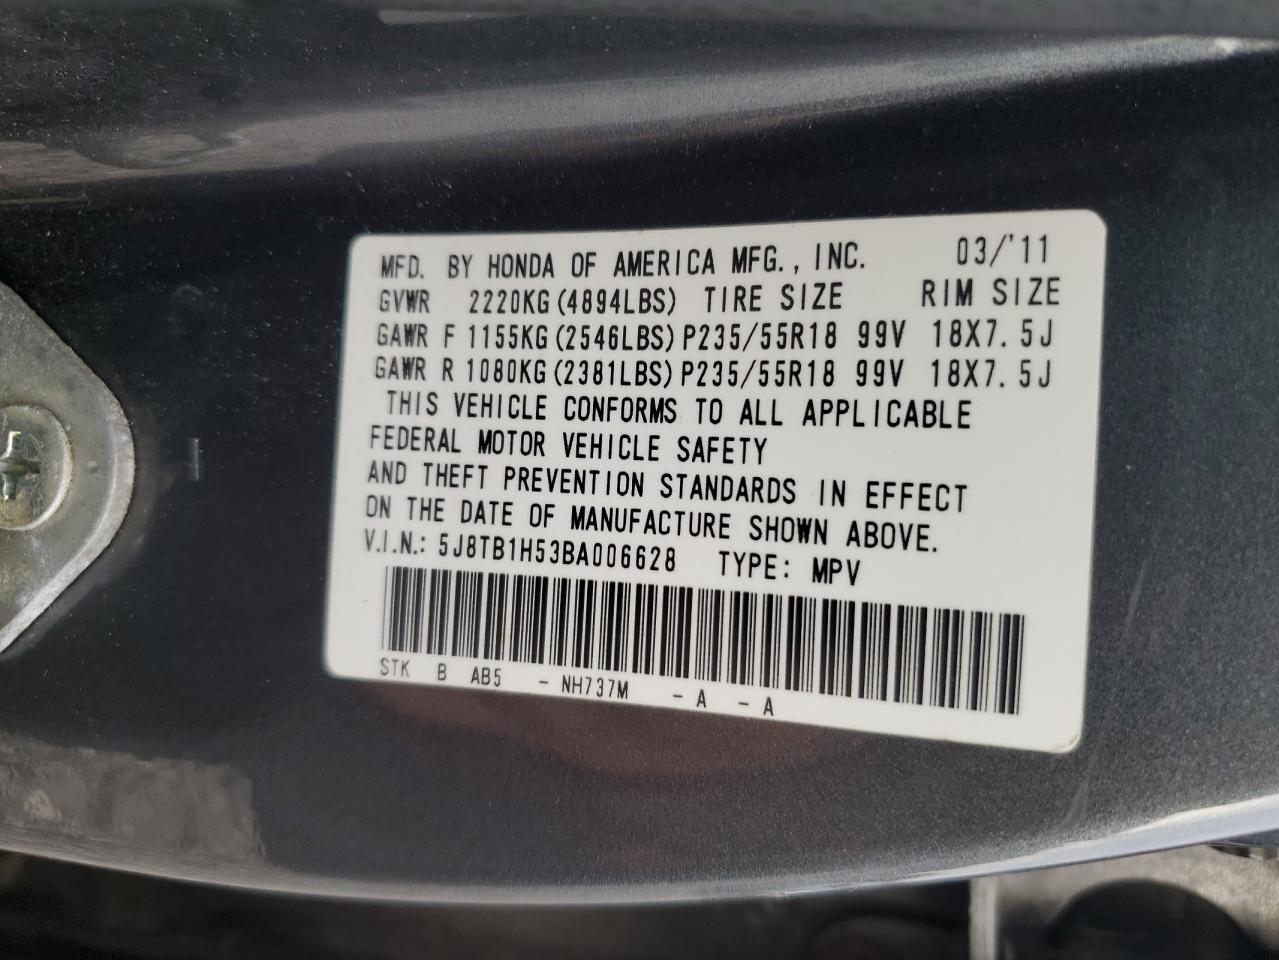 MFD. BY HONDA OF AMERICA MFG., INC. 03/'11
GVWR 2220KG(4894LBS) TIRE SIZE RIM SIZE
GAWR F 1155KG(2546LBS) P235/55R18 99V 18X7.5J
GAWR R 1080KG(2381LBS) P235/55R18 99V 18X7.5J
THIS VEHICLE CONFORMS TO ALL APPLICABLE
FEDERAL MOTOR VEHICLE SAFETY
AND THEFT PREVENTION STANDARDS IN EFFECT
ON THE DATE OF MANUFACTURE SHOWN ABOVE.
V.I.N.: 5J8TB1H53BA006628 TYPE: MPV
STK B AB5 - NH737M - A - A